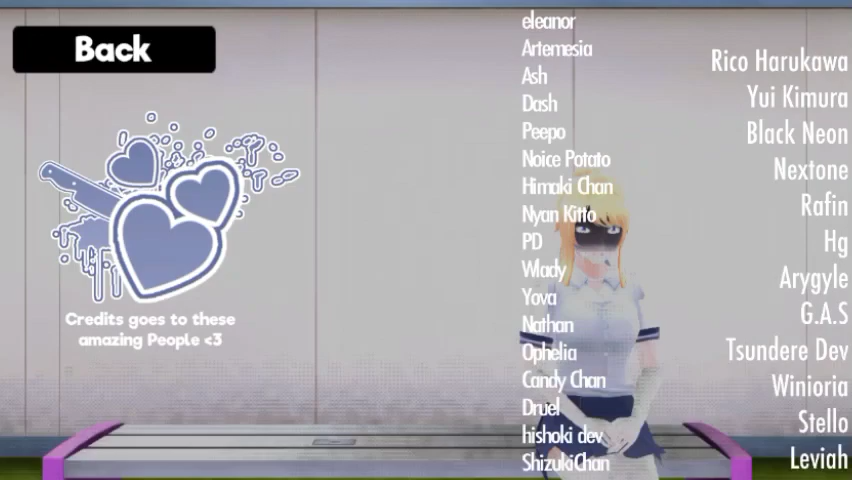 Back
Credits goes to these
amazing People <3
eleanor
Artemesia
Ash
Dash
Peepo
Noice Potato
Himaki Chan
Nyan Kitto
PD
Wlady
Yova
Nathan
Ophelia
Candy Chan
Druel
hishoki dev
ShizukiChan
Rico Harukawa
Yui Kimura
Black Neon
Nextone
Rafin
Hg
Arygyle
G.A.S
Tsundere Dev
Winioria
Stello
Leviah